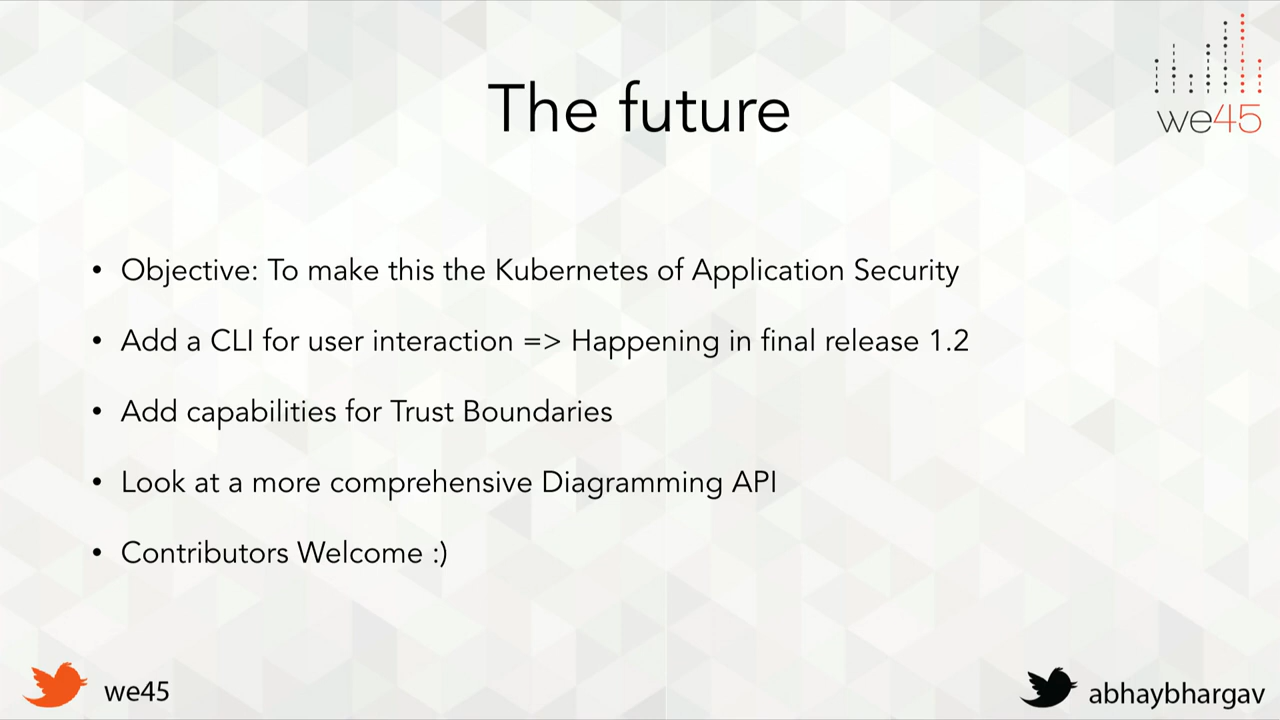 we45
The future
• Objective: To make this the Kubernetes of Application Security
• Add a CLI for user interaction => Happening in final release 1.2
• Add capabilities for Trust Boundaries
• Look at a more comprehensive Diagramming API
• Contributors Welcome :)
we45
abhaybhargav